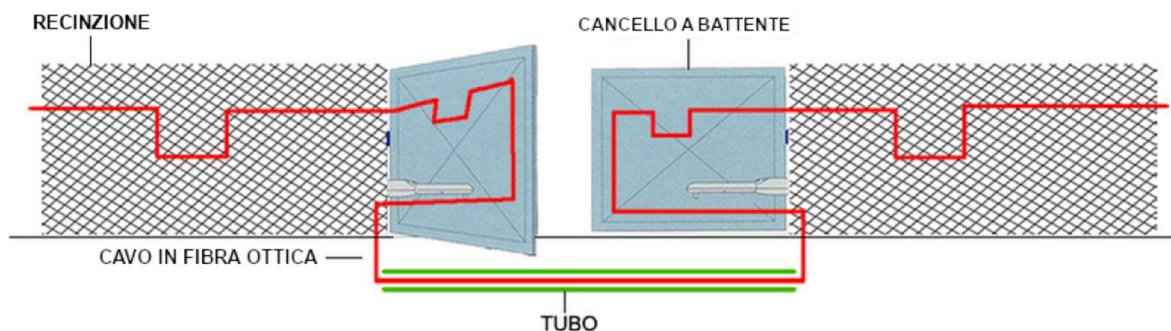 RECINZIONE
CANCELLO A BATTENTE
CAVO IN FIBRA OTTICA
TUBO